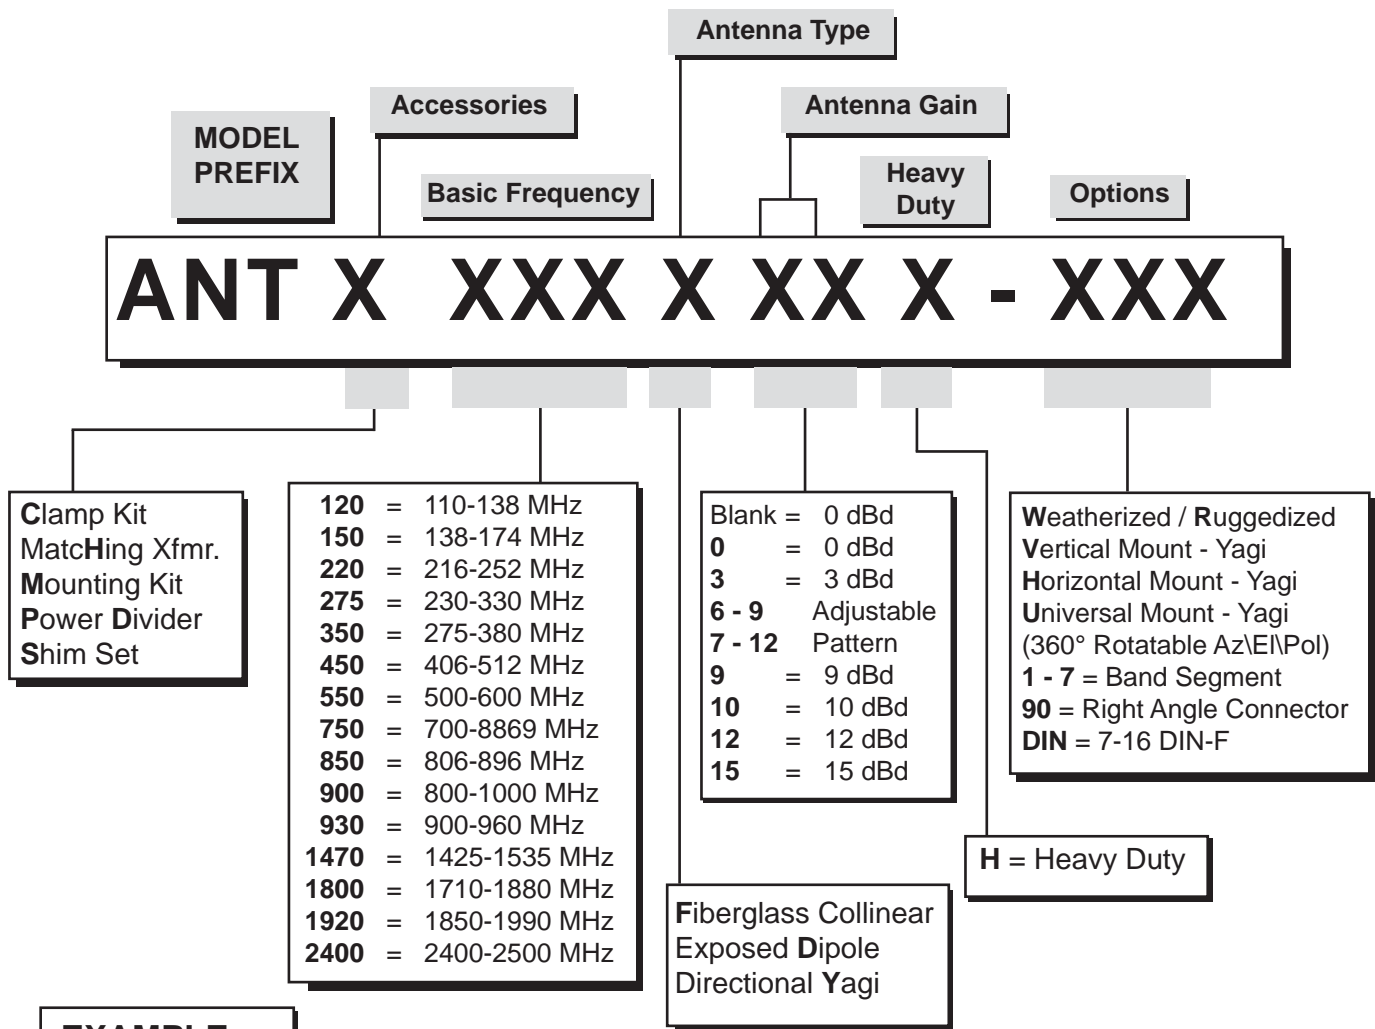 Antenna Type
Accessories
Antenna Gain
MODEL
PREFIX
Basic Frequency
Heavy
Duty
Options
ANT X XXX X XX X - XXX
Clamp Kit
MatcHing Xfmr.
Mounting Kit
Power Divider
Shim Set
120 = 110-138 MHz
150 = 138-174 MHz
220 = 216-252 MHz
275 = 230-330 MHz
350 = 275-380 MHz
450 = 406-512 MHz
550 = 500-600 MHz
750 = 700-8869 MHz
850 = 806-896 MHz
900 = 800-1000 MHz
930 = 900-960 MHz
1470 = 1425-1535 MHz
1800 = 1710-1880 MHz
1920 = 1850-1990 MHz
2400 = 2400-2500 MHz
Blank = 0 dBd
0 = 0 dBd
3 = 3 dBd
6 - 9 Adjustable
7 - 12 Pattern
9 = 9 dBd
10 = 10 dBd
12 = 12 dBd
15 = 15 dBd
Weatherized / Ruggedized
Vertical Mount - Yagi
Horizontal Mount - Yagi
Universal Mount - Yagi
(360° Rotatable Az\El\Pol)
1 - 7 = Band Segment
90 = Right Angle Connector
DIN = 7-16 DIN-F
H = Heavy Duty
Fiberglass Collinear
Exposed Dipole
Directional Yagi
EXAMPLE